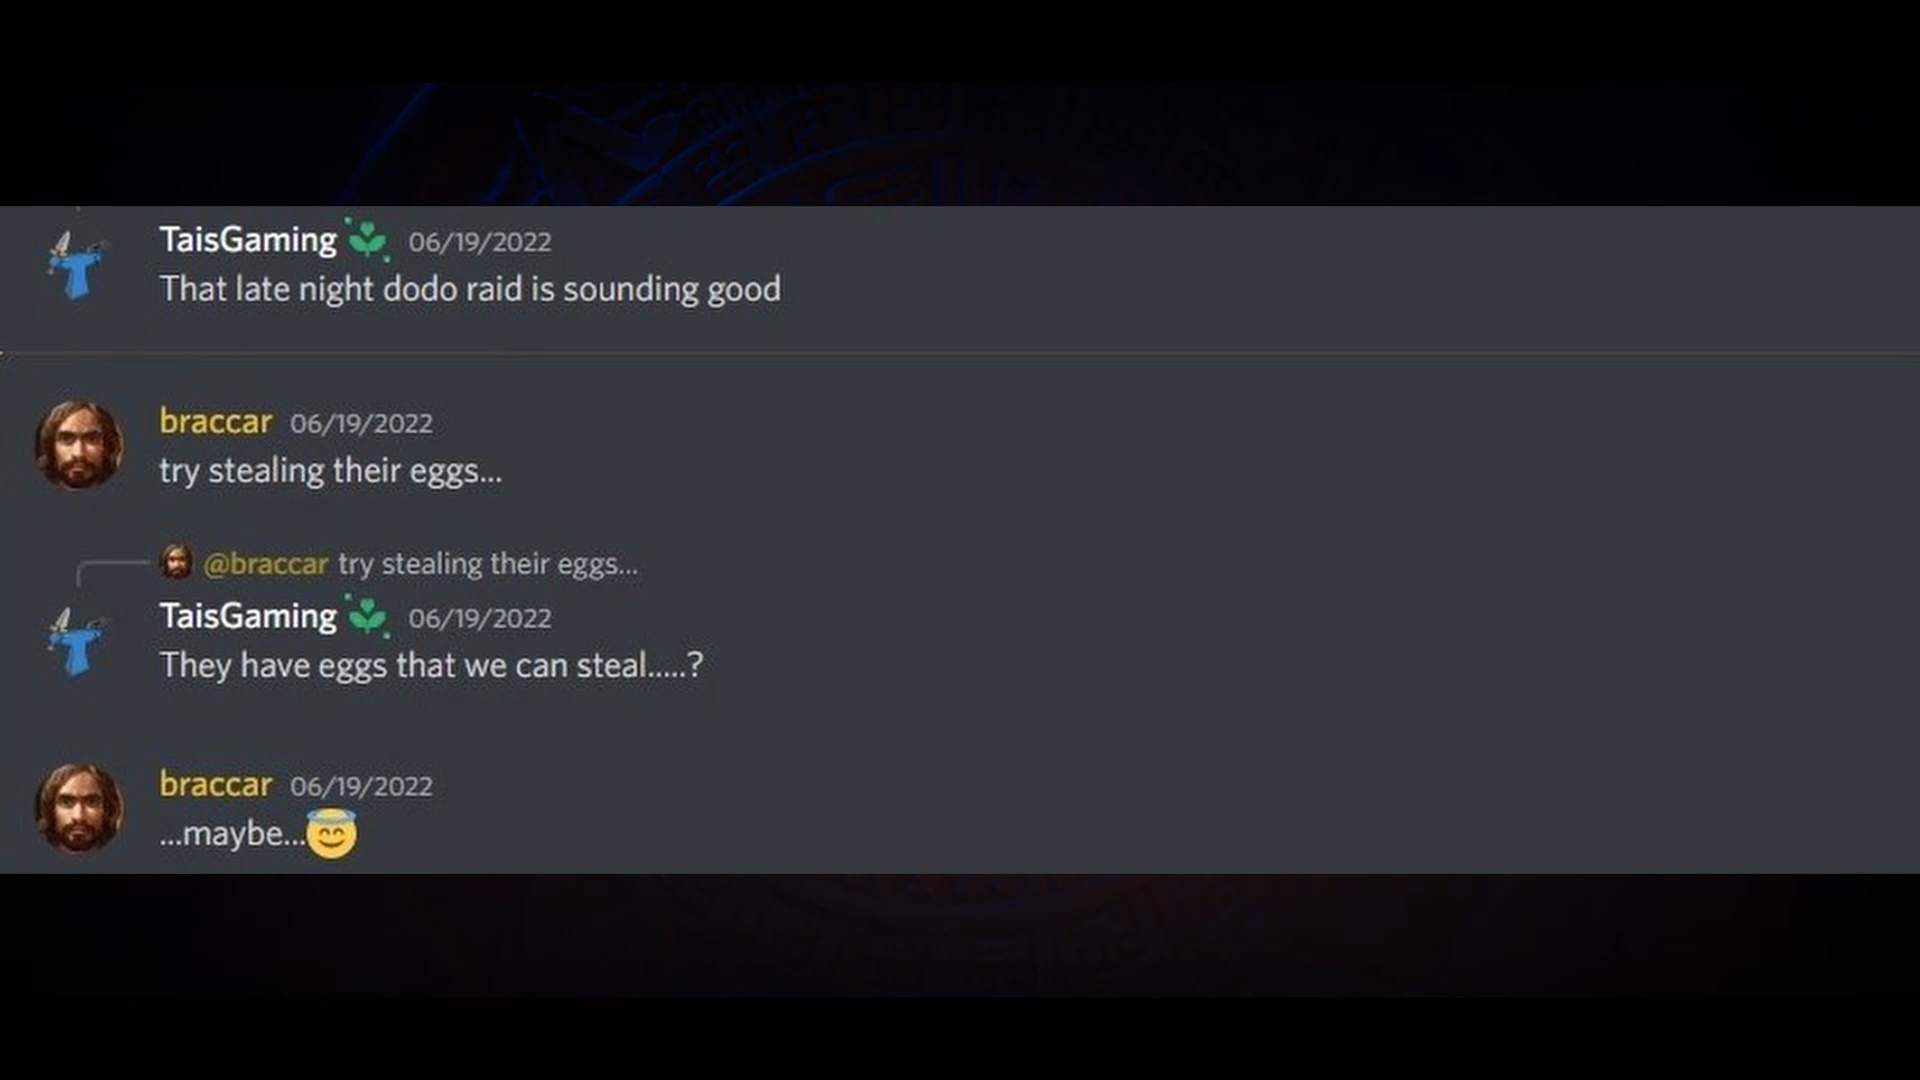 TaisGaming 06/19/2022
That late night dodo raid is sounding good
braccar 06/19/2022
try stealing their eggs...
@braccar try stealing their eggs...
TaisGaming 06/19/2022
They have eggs that we can steal.....?
braccar 06/19/2022
...maybe...😇